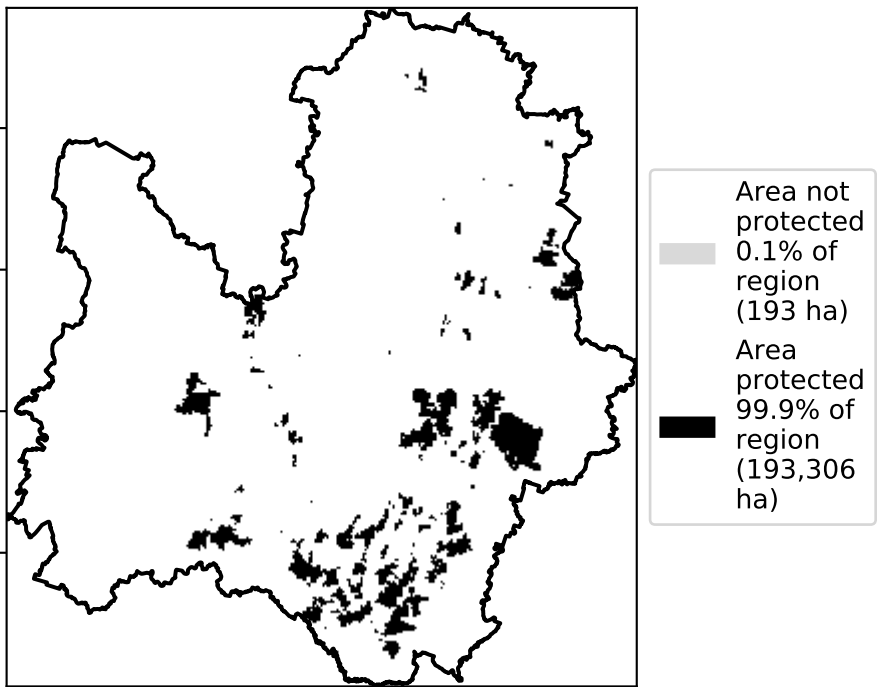 Area not
protected
0.1% of
region
(193 ha)
Area
protected
99.9% of
region
(193,306
ha)